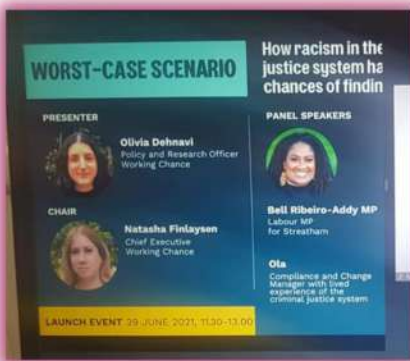 WORST-CASE SCENARIO
How racism in the
justice system ha
chances of findin
PRESENTER
Olivia Dehnavi
Policy and Research Officer
Working Chance
CHAIR
Natasha Finlayson
Chief Executive
Working Chance
PANEL SPEAKERS
Bell Ribeiro-Addy MP
Labour MP
for Streatham
Ola
Compliance and Change
Manager with lived
experience of the
criminal justice system
LAUNCH EVENT 29 JUNE 2021, 11.30-13.00